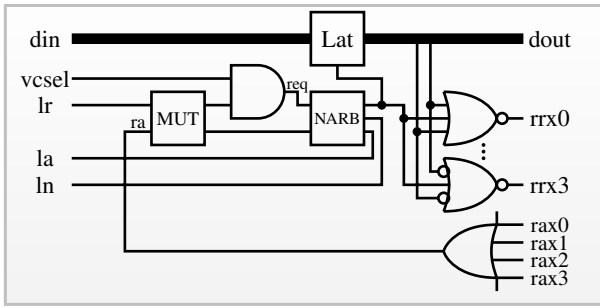 din Lat dout
vcsel
req
lr MUT NARB rrx0
ra
la
ln rrx3
rax0
rax1
rax2
rax3